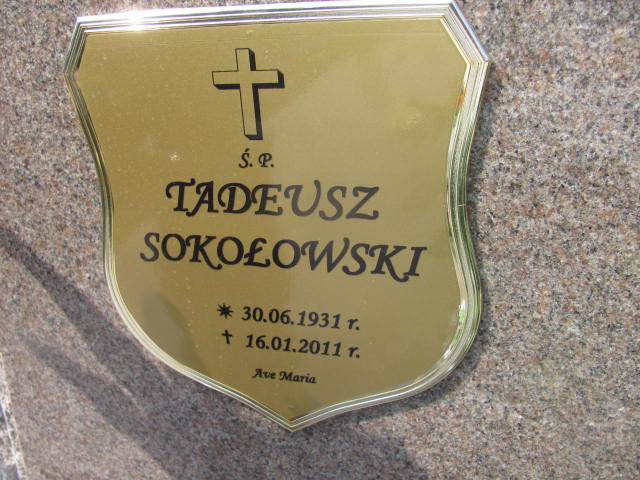 Ś. P.
TADEUSZ
SOKOŁOWSKI
✷ 30.06.1931 r.
✝ 16.01.2011 r.
Ave Maria